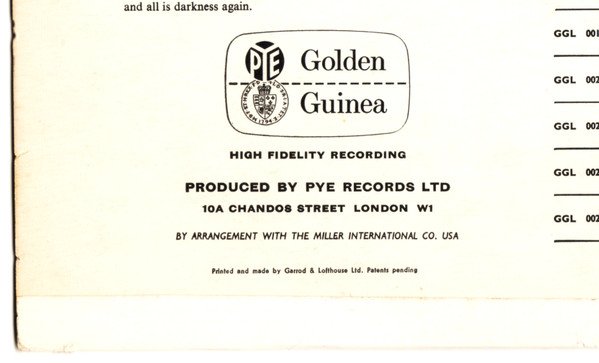 and all is darkness again.
PYE
Golden
Guinea
HIGH FIDELITY RECORDING
PRODUCED BY PYE RECORDS LTD
10A CHANDOS STREET LONDON W1
BY ARRANGEMENT WITH THE MILLER INTERNATIONAL CO. USA
Printed and made by Garrod & Lofthouse Ltd. Patents pending
GGL
GGL
GGL
GGL
GGL